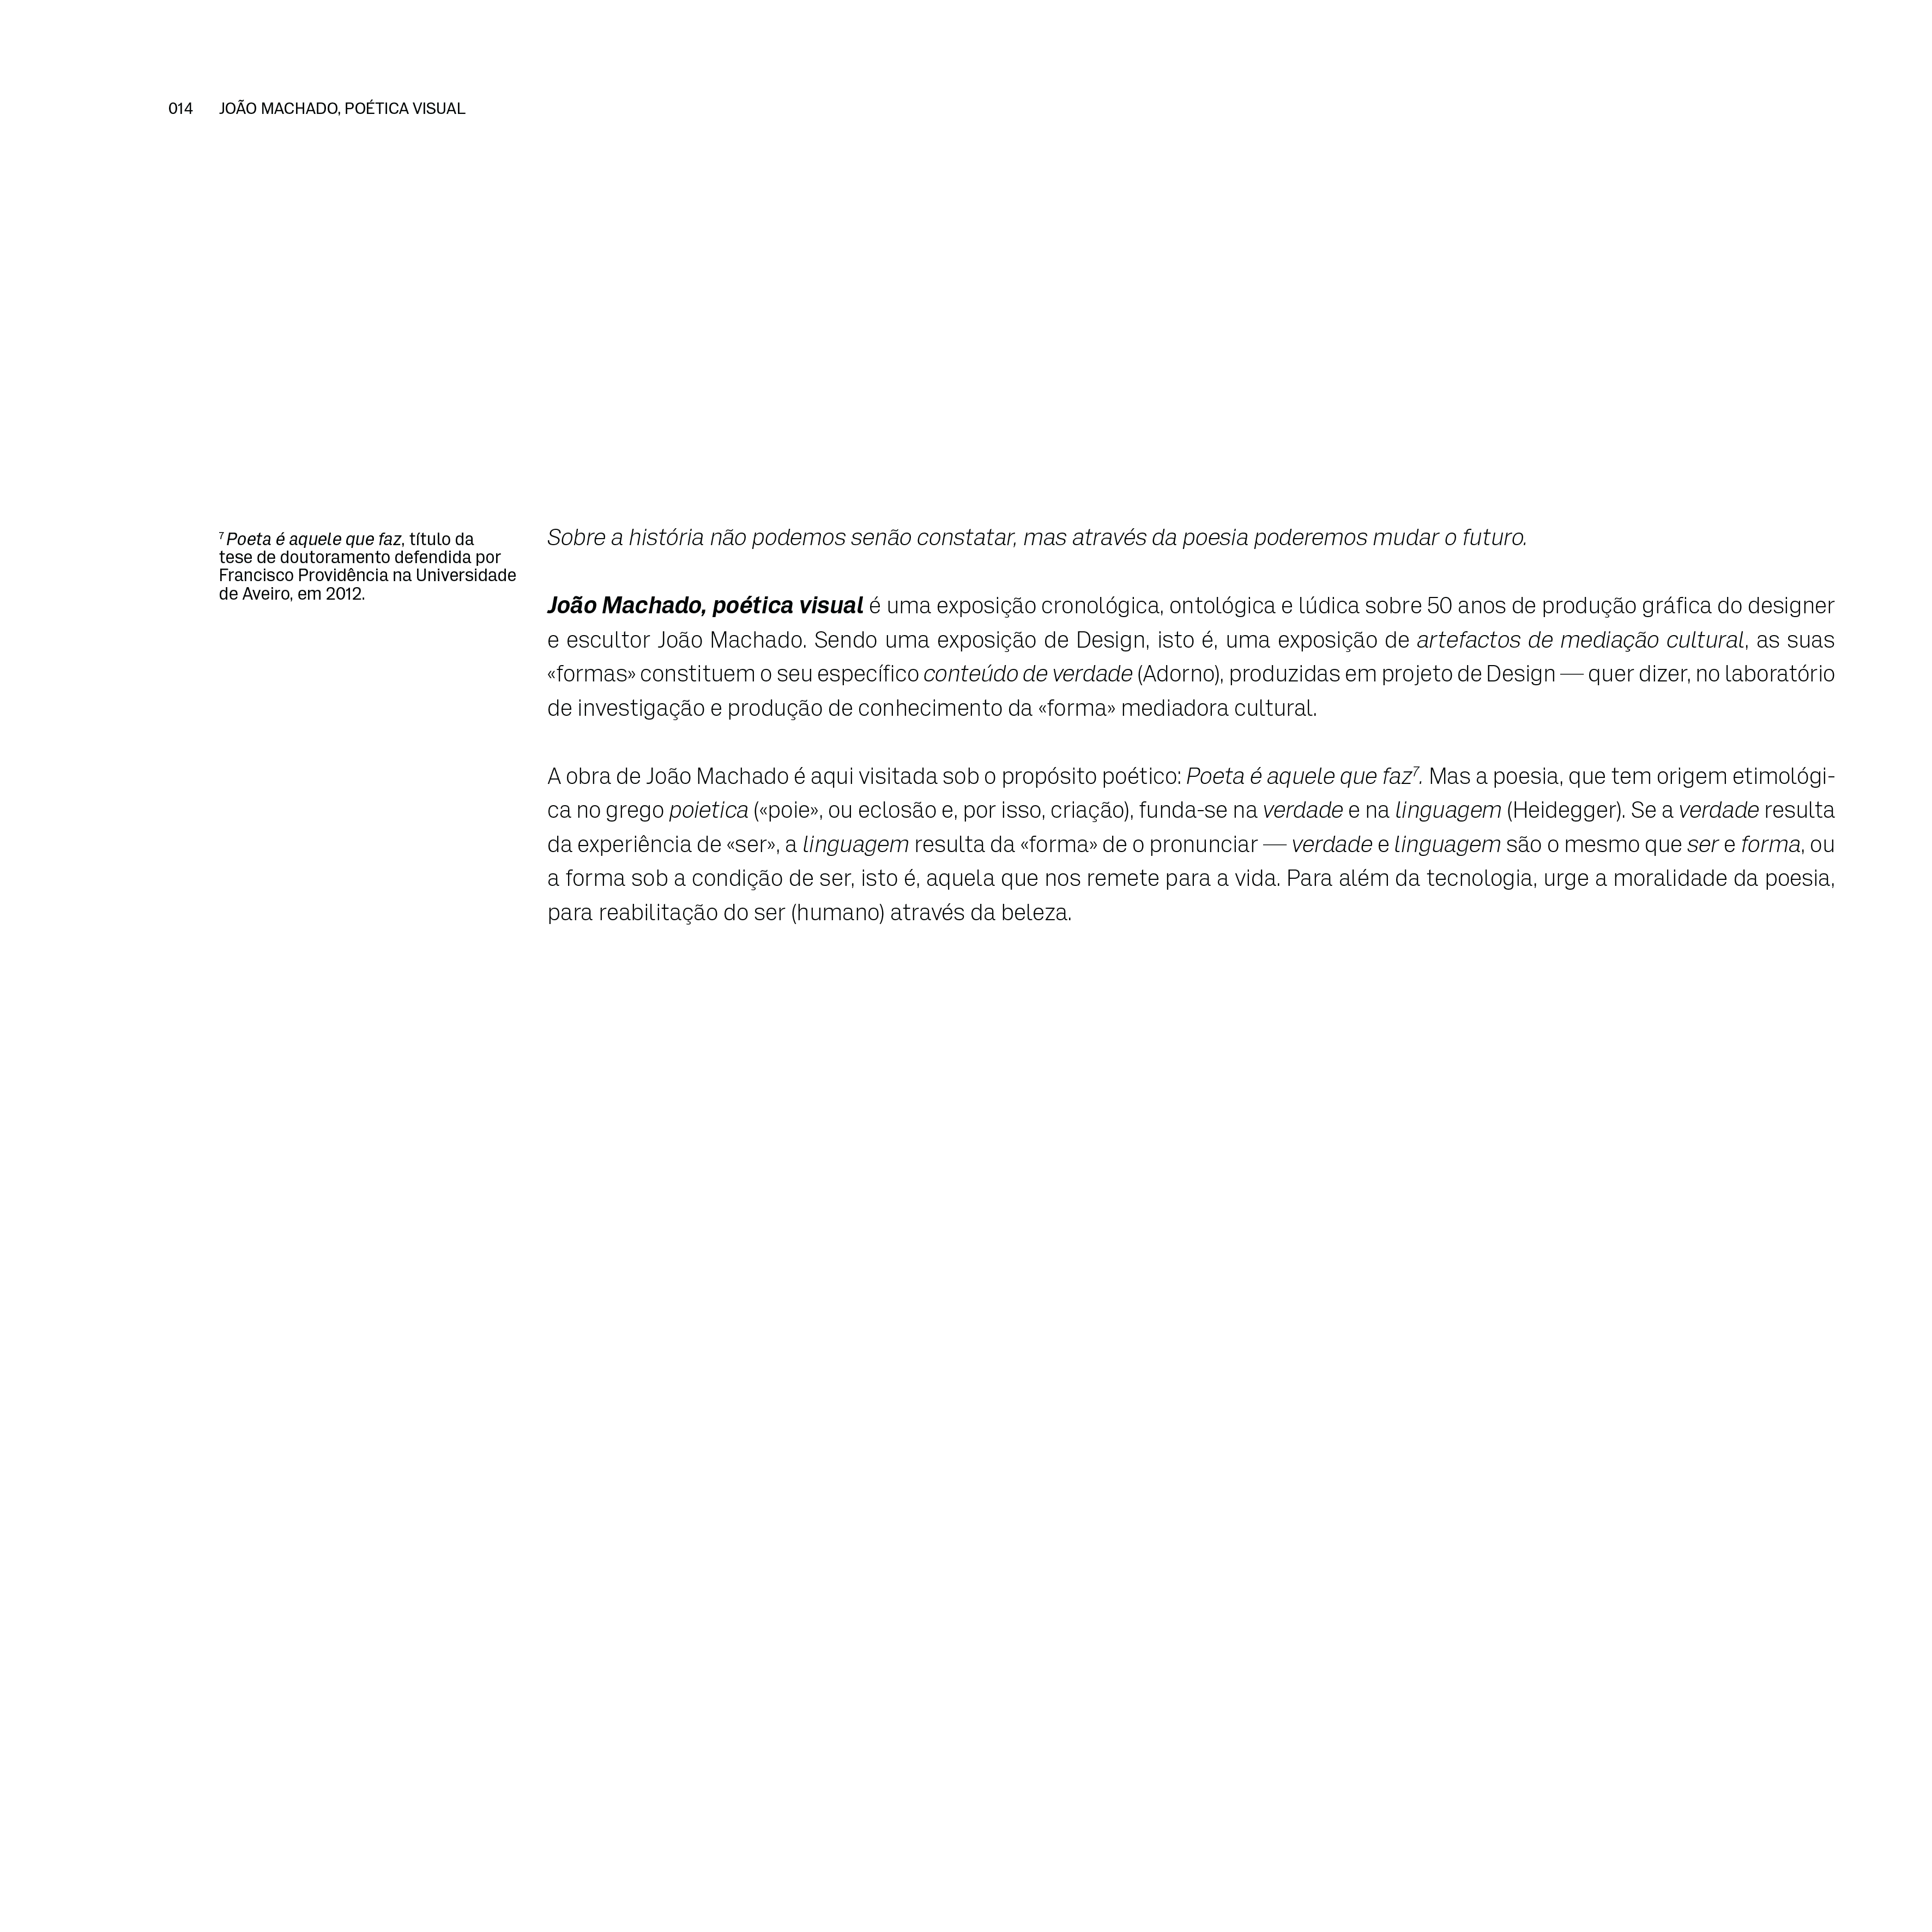 014 JOÃO MACHADO, POÉTICA VISUAL
⁷ Poeta é aquele que faz, título da
tese de doutoramento defendida por
Francisco Providência na Universidade
de Aveiro, em 2012.
Sobre a história não podemos senão constatar, mas através da poesia poderemos mudar o futuro.
João Machado, poética visual é uma exposição cronológica, ontológica e lúdica sobre 50 anos de produção gráfica do designer
e escultor João Machado. Sendo uma exposição de Design, isto é, uma exposição de artefactos de mediação cultural, as suas
«formas» constituem o seu específico conteúdo de verdade (Adorno), produzidas em projeto de Design — quer dizer, no laboratório
de investigação e produção de conhecimento da «forma» mediadora cultural.
A obra de João Machado é aqui visitada sob o propósito poético: Poeta é aquele que faz⁷. Mas a poesia, que tem origem etimológi-
ca no grego poietica («poie», ou eclosão e, por isso, criação), funda-se na verdade e na linguagem (Heidegger). Se a verdade resulta
da experiência de «ser», a linguagem resulta da «forma» de o pronunciar — verdade e linguagem são o mesmo que ser e forma, ou
a forma sob a condição de ser, isto é, aquela que nos remete para a vida. Para além da tecnologia, urge a moralidade da poesia,
para reabilitação do ser (humano) através da beleza.